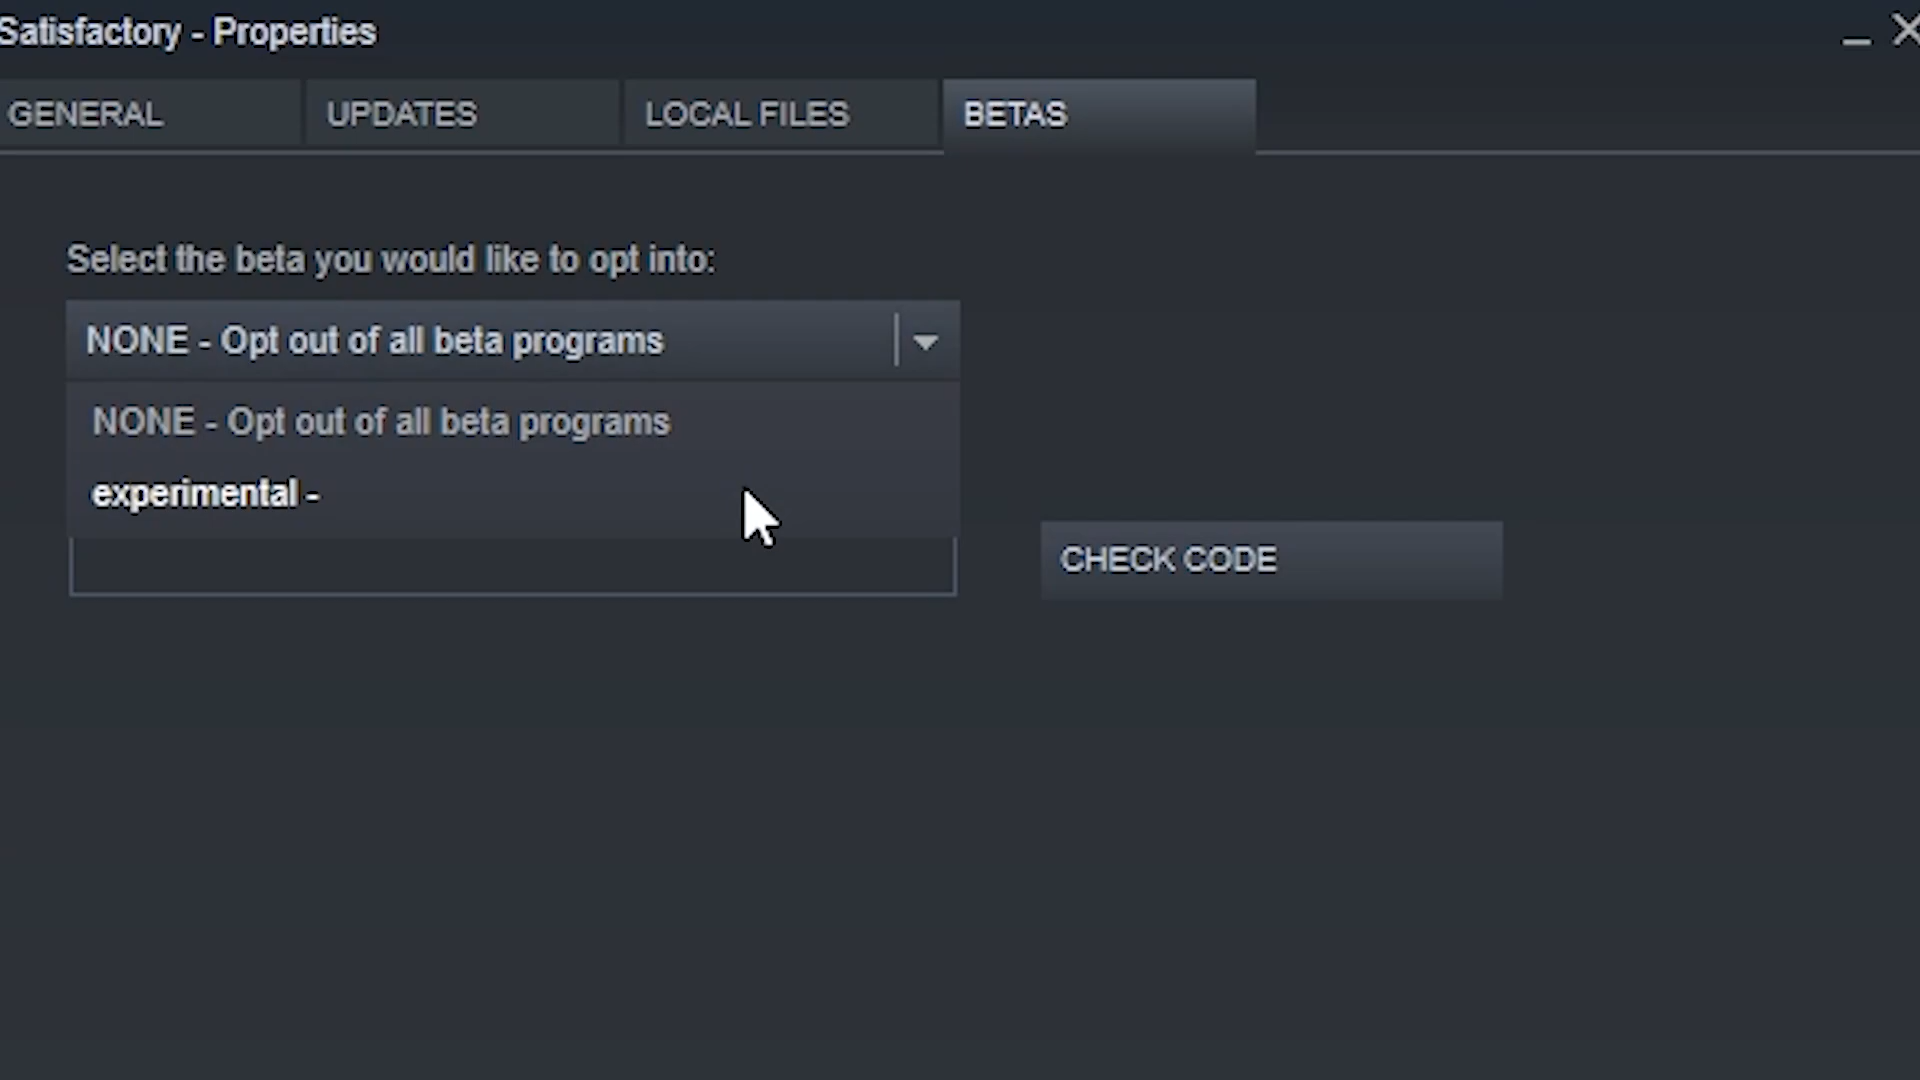 Satisfactory - Properties
GENERAL UPDATES LOCAL FILES BETAS
Select the beta you would like to opt into:
NONE - Opt out of all beta programs
NONE - Opt out of all beta programs
experimental -
CHECK CODE